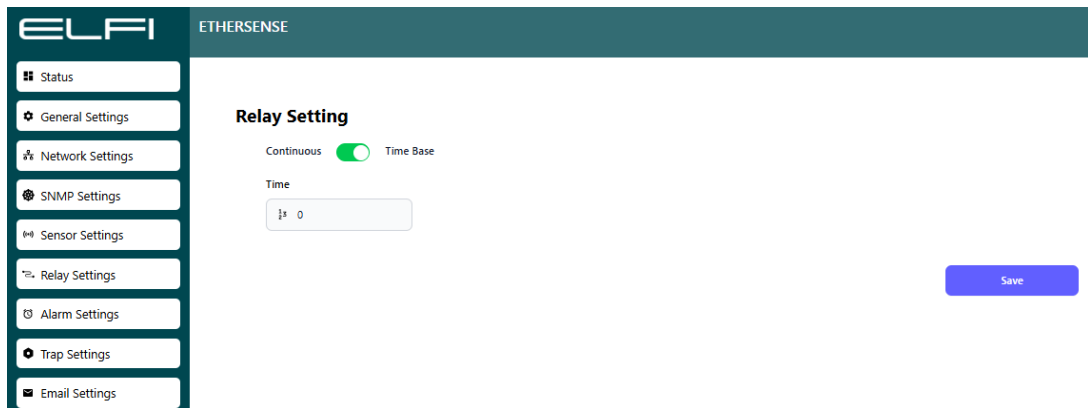 ELFI
ETHERSENSE
Status
General Settings
Network Settings
SNMP Settings
Sensor Settings
Relay Settings
Alarm Settings
Trap Settings
Email Settings
Relay Setting
Continuous Time Base
Time
0
Save